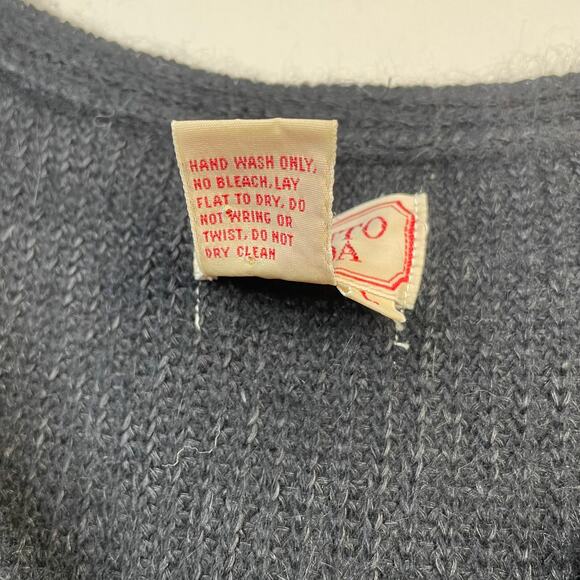 HAND WASH ONLY,
NO BLEACH, LAY
FLAT TO DRY, DO
NOT WRING OR
TWIST, DO NOT
DRY CLEAN